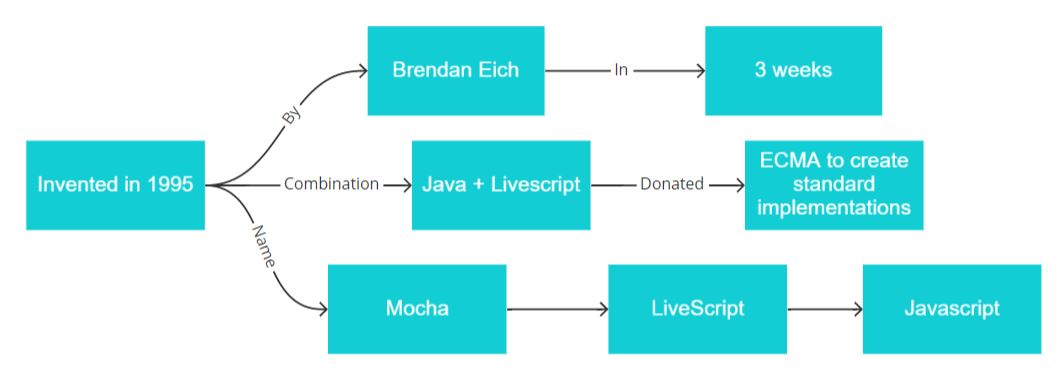 Brendan Eich
In
3 weeks
By
Invented in 1995
Combination
Java + Livescript
Donated
ECMA to create
standard
implementations
Name
Mocha
LiveScript
Javascript